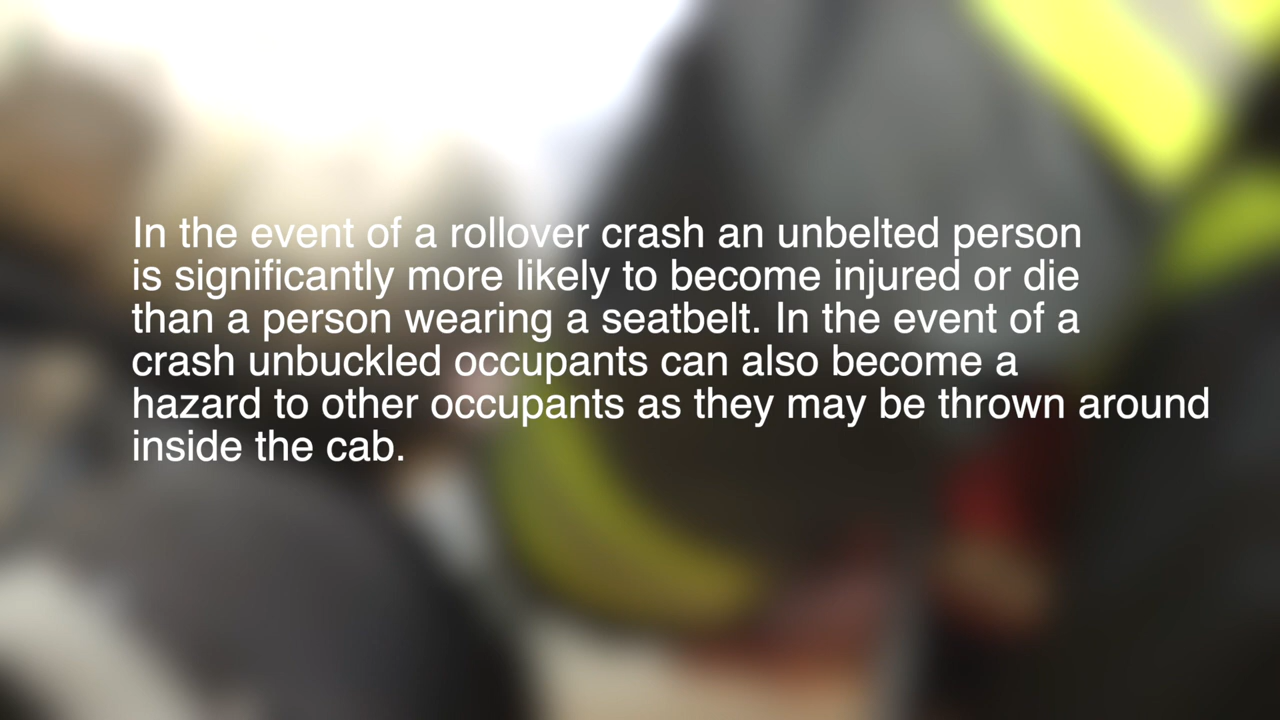 In the event of a rollover crash an unbelted person
is significantly more likely to become injured or die
than a person wearing a seatbelt. In the event of a
crash unbuckled occupants can also become a
hazard to other occupants as they may be thrown around
inside the cab.